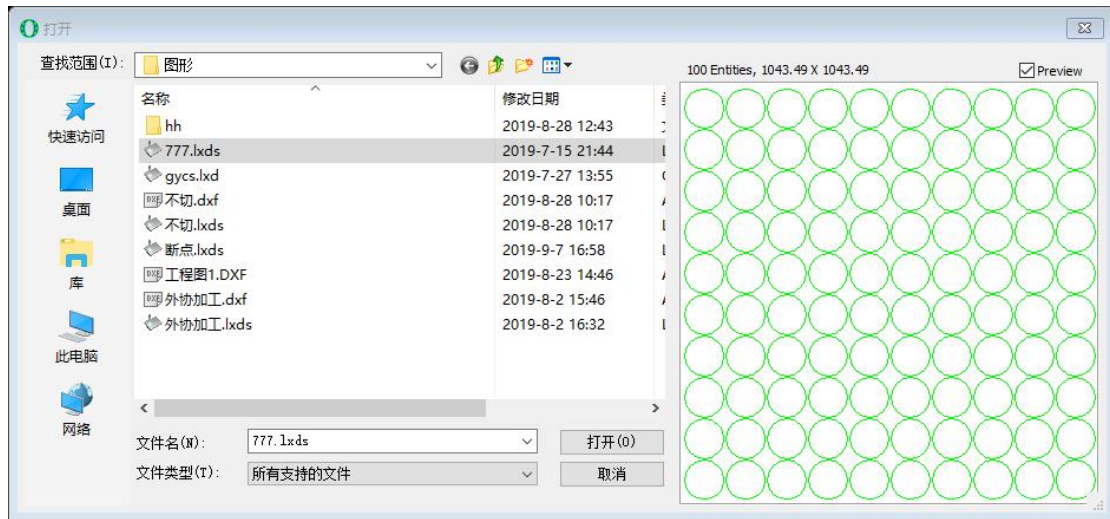 打开
查找范围(I):
图形
100 Entities, 1043.49 X 1043.49
Preview
名称
修改日期
快速访问
桌面
库
此电脑
网络
hh
2019-8-28 12:43
777.lxds
2019-7-15 21:44
gycs.lxd
2019-7-27 13:55
不切.dxf
2019-8-28 10:17
不切.lxds
2019-8-28 10:17
断点.lxds
2019-9-7 16:58
工程图1.DXF
2019-8-23 14:46
外协加工.dxf
2019-8-2 15:46
外协加工.lxds
2019-8-2 16:32
文件名(N):
777.lxds
打开(O)
文件类型(T):
所有支持的文件
取消